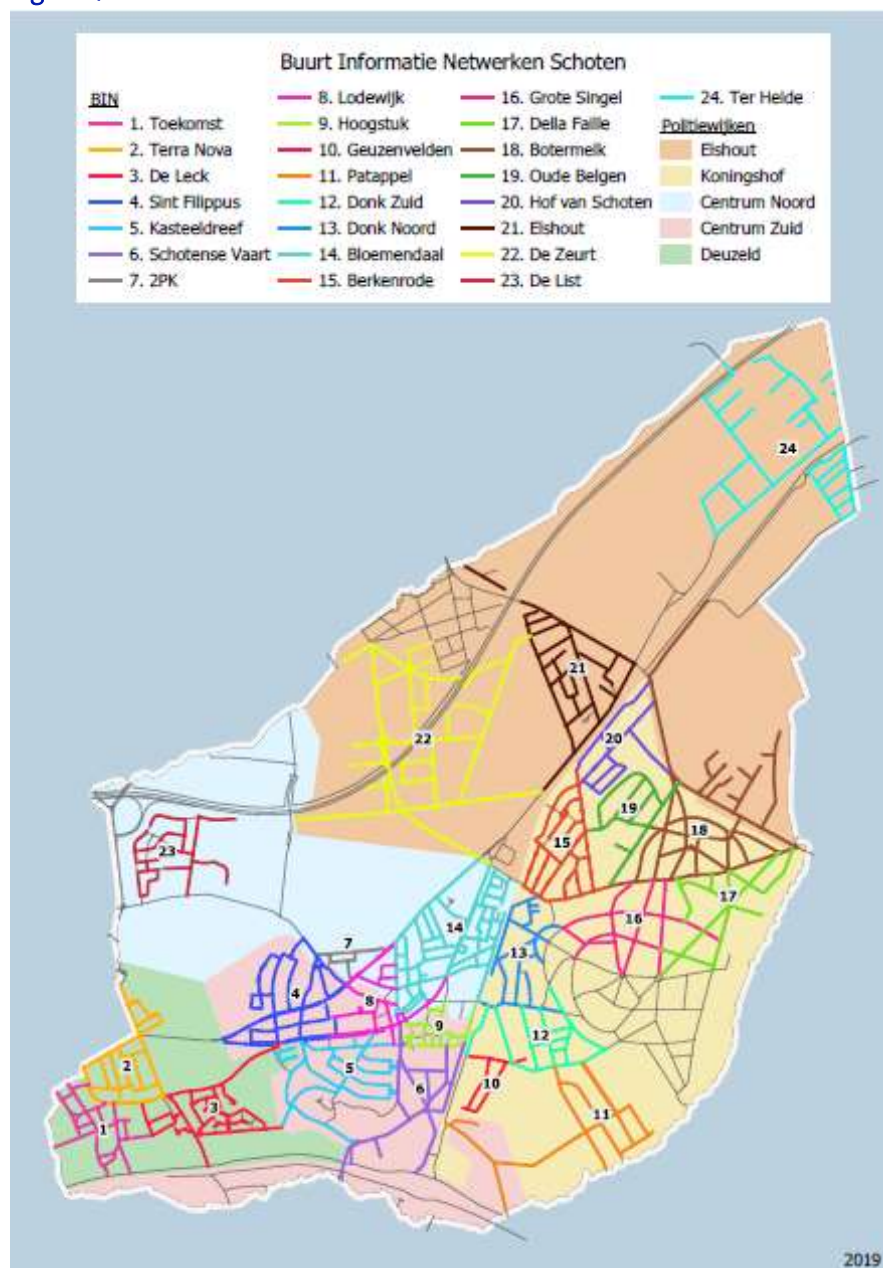 Buurt Informatie Netwerken Schoten
BIN
1. Toekomst
2. Terra Nova
3. De Leck
4. Sint Filippus
5. Kasteeldreef
6. Schotense Vaart
7. 2PK
8. Lodewijk
9. Hoogstuk
10. Geuzenvelden
11. Patappel
12. Donk Zuid
13. Donk Noord
14. Bloemendaal
15. Berkenrode
16. Grote Singel
17. Della Faille
18. Botermelk
19. Oude Belgen
20. Hof van Schoten
21. Elshout
22. De Zeurt
23. De List
24. Ter Heide
Politiewijken
Elshout
Koningshof
Centrum Noord
Centrum Zuid
Deuzeld
24
21
22
20
19
15
18
23
17
16
14
7
13
4
8
9
12
2
5
6
10
3
1
11
2019